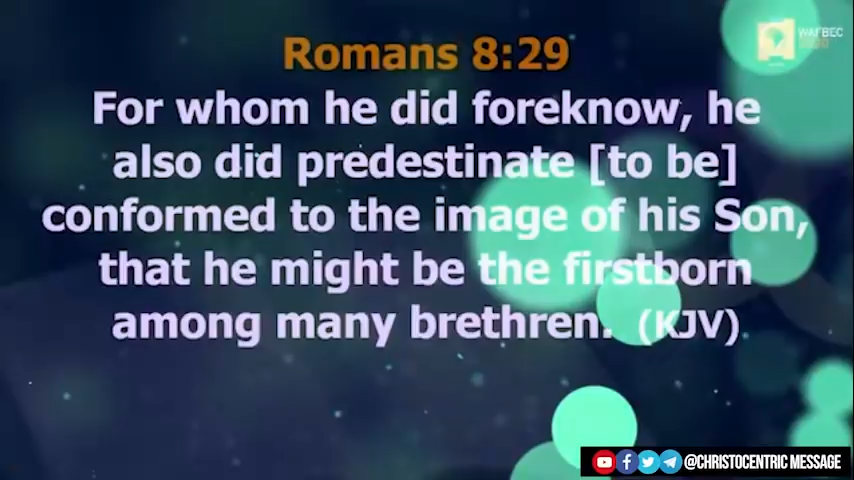 WAFBEC
Romans 8:29
For whom he did foreknow, he
also did predestinate [to be]
conformed to the image of his Son,
that he might be the firstborn
among many brethren. (KJV)
@CHRISTOCENTRIC MESSAGE